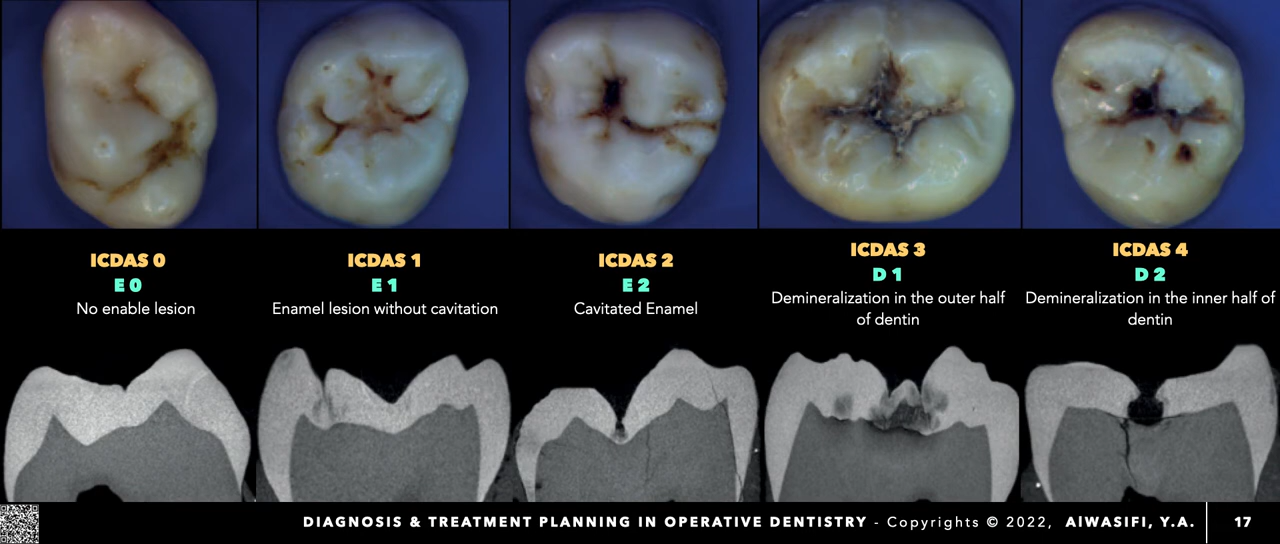 ICDAS 0
E 0
No enable lesion
ICDAS 1
E 1
Enamel lesion without cavitation
ICDAS 2
E 2
Cavitated Enamel
ICDAS 3
D 1
Demineralization in the outer half
of dentin
ICDAS 4
D 2
Demineralization in the inner half of
dentin
DIAGNOSIS & TREATMENT PLANNING IN OPERATIVE DENTISTRY - Copyrights © 2022, AlWASIFI, Y.A. 17